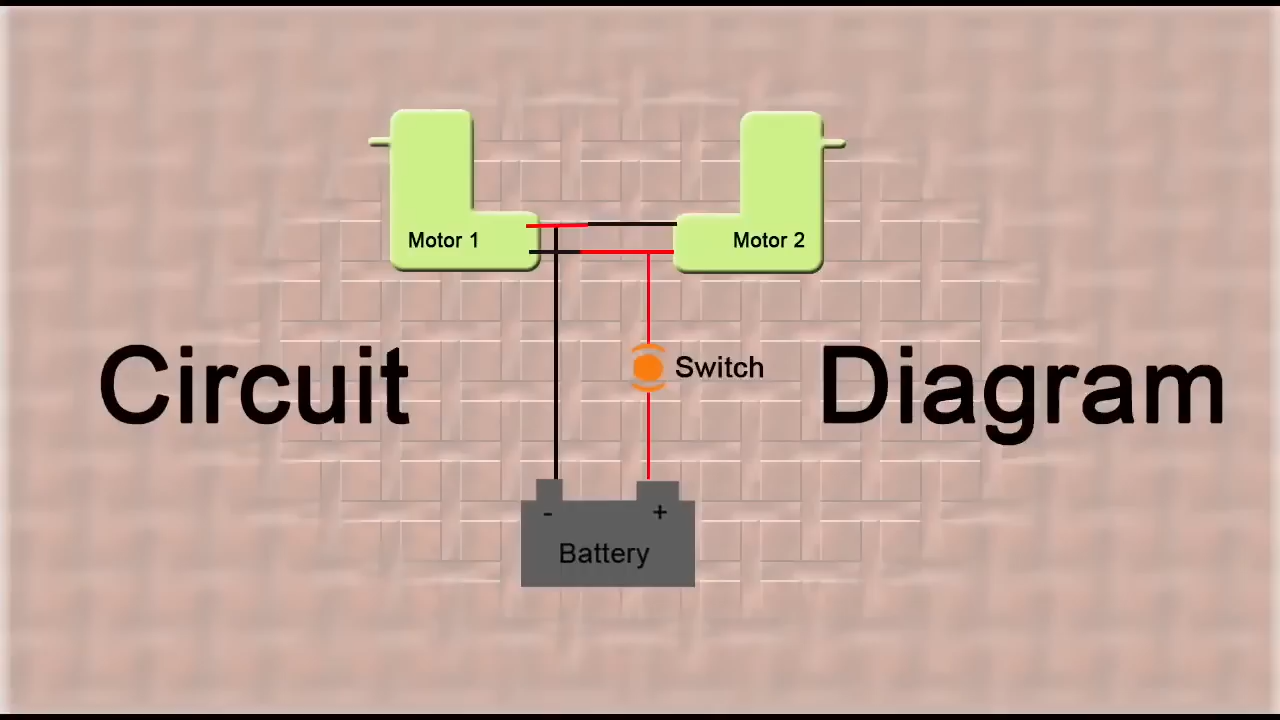 Motor 1
Motor 2
Circuit
Switch
Diagram
- +
Battery